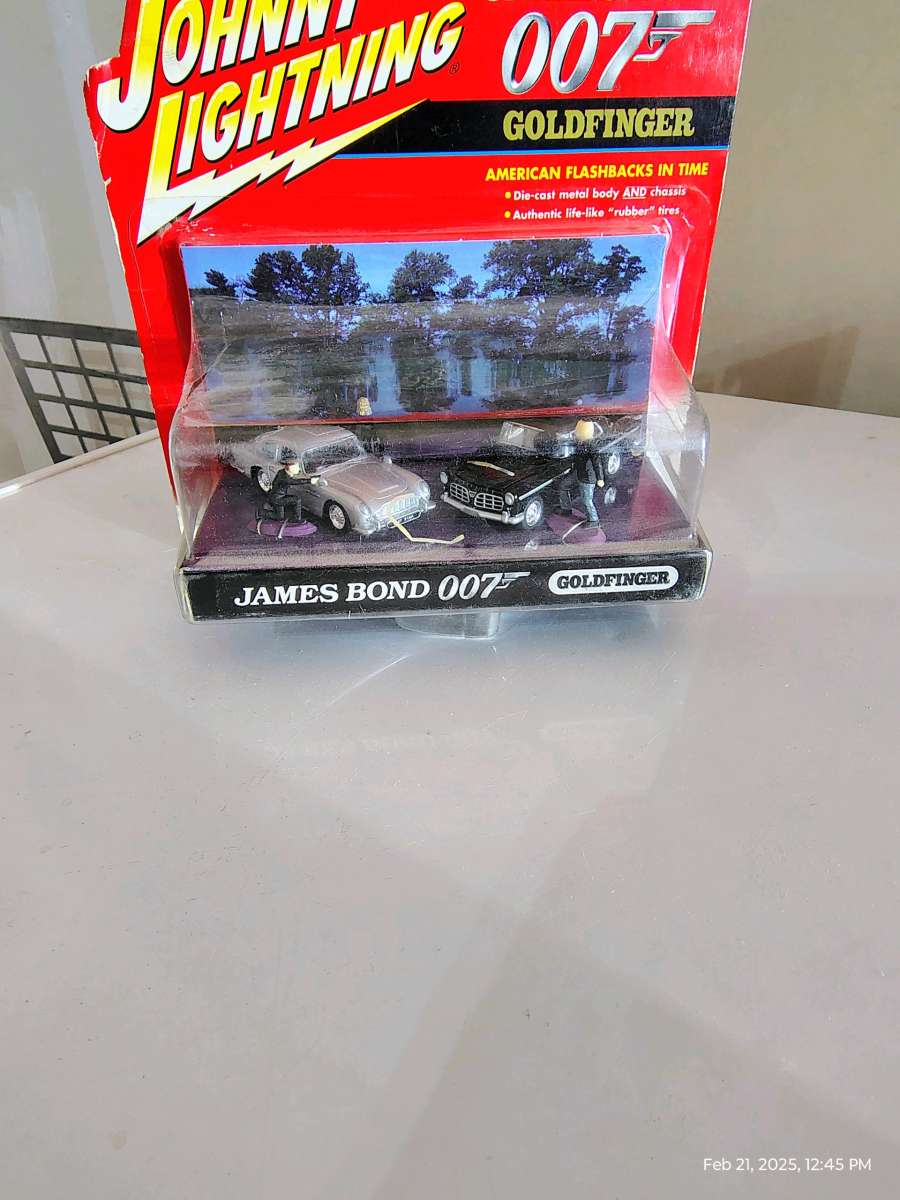 JOHNNY
LIGHTNING®
007
GOLDFINGER
AMERICAN FLASHBACKS IN TIME
• Die-cast metal body AND chassis
• Authentic life-like "rubber" tires
JAMES BOND 007 GOLDFINGER
Feb 21, 2025, 12:45 PM